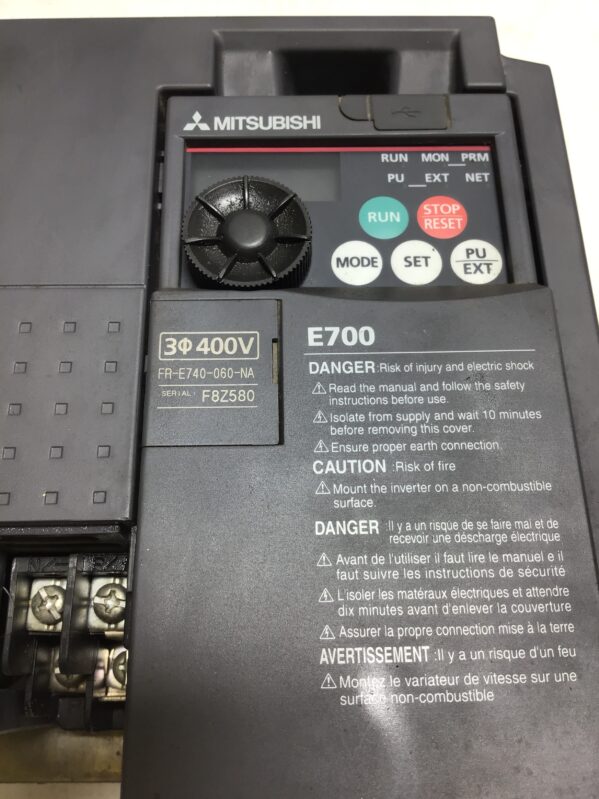 MITSUBISHI
RUN MON PRM
PU EXT NET
RUN
STOP
RESET
MODE
SET
PU
EXT
3Φ 400V
FR-E740-060-NA
SERIAL: F8Z580
E700
DANGER :Risk of injury and electric shock
Read the manual and follow the safety
instructions before use.
Isolate from supply and wait 10 minutes
before removing this cover.
Ensure proper earth connection
CAUTION :Risk of fire
Mount the inverter on a non-combustible
surface.
DANGER :Il y a un risque de se faire mal et de
recevoir une déscharge électrique
Avant de l'utiliser il faut lire le manuel e il
faut suivre les instructions de sécurité
L'isoler les matéraux électriques et attendre
dix minutes avant d'enlever la couverture
Assurer la propre connection mise à la terre
AVERTISSEMENT :Il y a un risque d'un feu
Montez le variateur de vitesse sur une
surface non-combustible